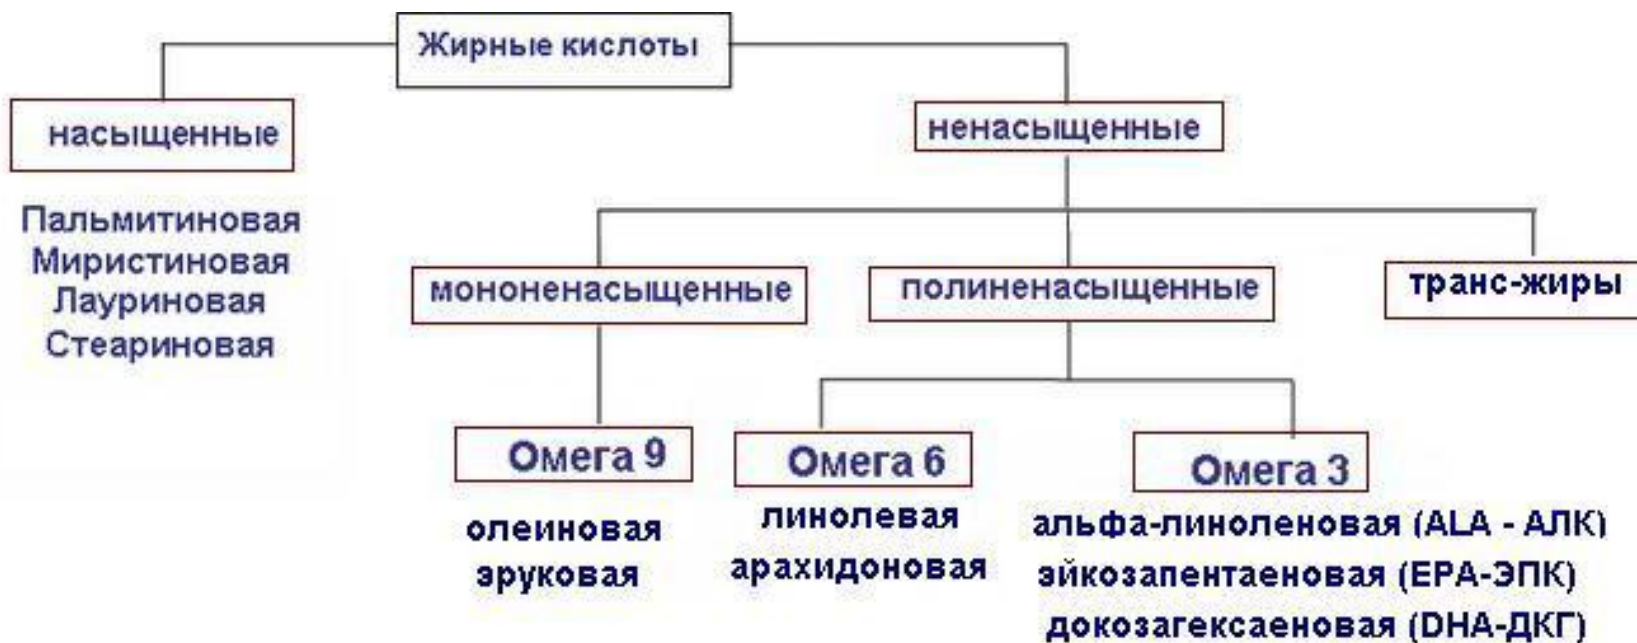 Жирные кислоты
насыщенные
ненасыщенные
Пальмитиновая
Миристиновая
Лауриновая
Стеариновая
мононенасыщенные
полиненасыщенные
транс-жиры
Омега 9
Омега 6
Омега 3
олеиновая
эруковая
линолевая
арахидоновая
альфа-линоленовая (ALA - АЛК)
эйкозапентаеновая (EPA-ЭПК)
докозагексаеновая (DHA-ДКГ)